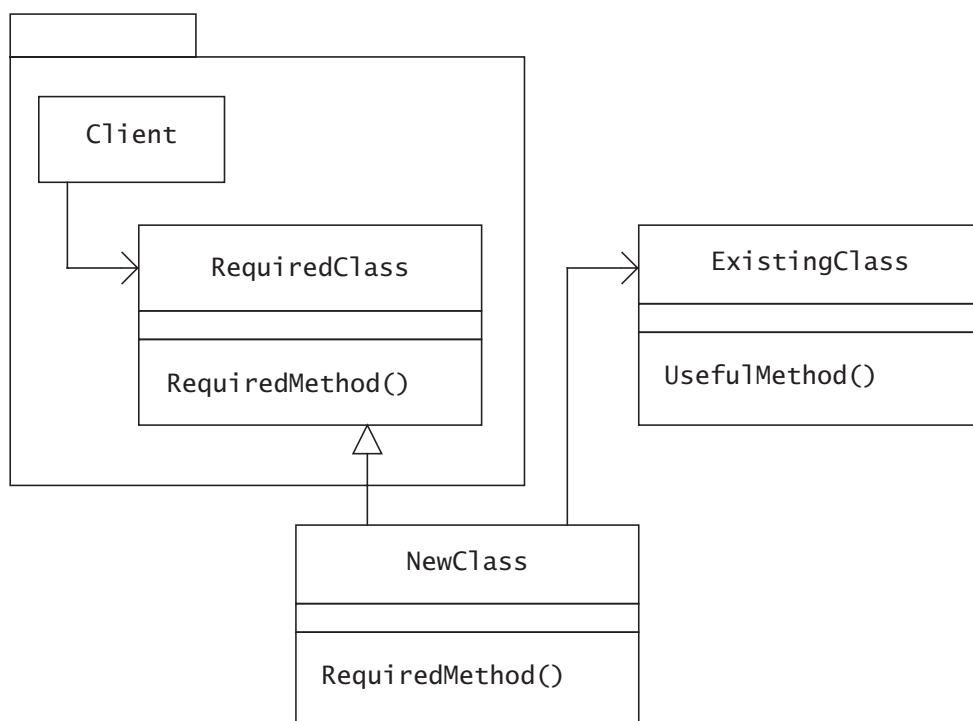 Client
RequiredClass
RequiredMethod()
ExistingClass
UsefulMethod()
NewClass
RequiredMethod()